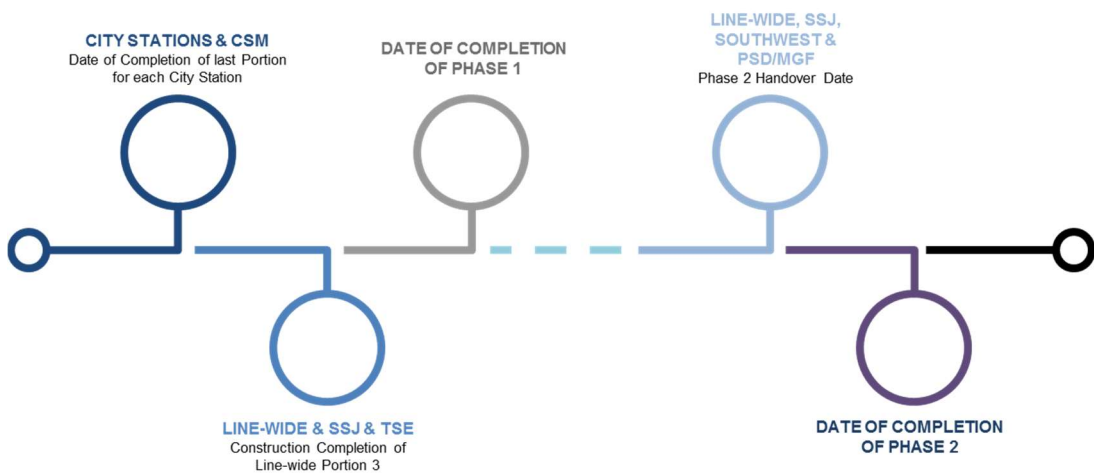 CITY STATIONS & CSM
Date of Completion of last Portion
for each City Station
DATE OF COMPLETION
OF PHASE 1
LINE-WIDE, SSJ,
SOUTHWEST &
PSD/MGF
Phase 2 Handover Date
LINE-WIDE & SSJ & TSE
Construction Completion of
Line-wide Portion 3
DATE OF COMPLETION
OF PHASE 2